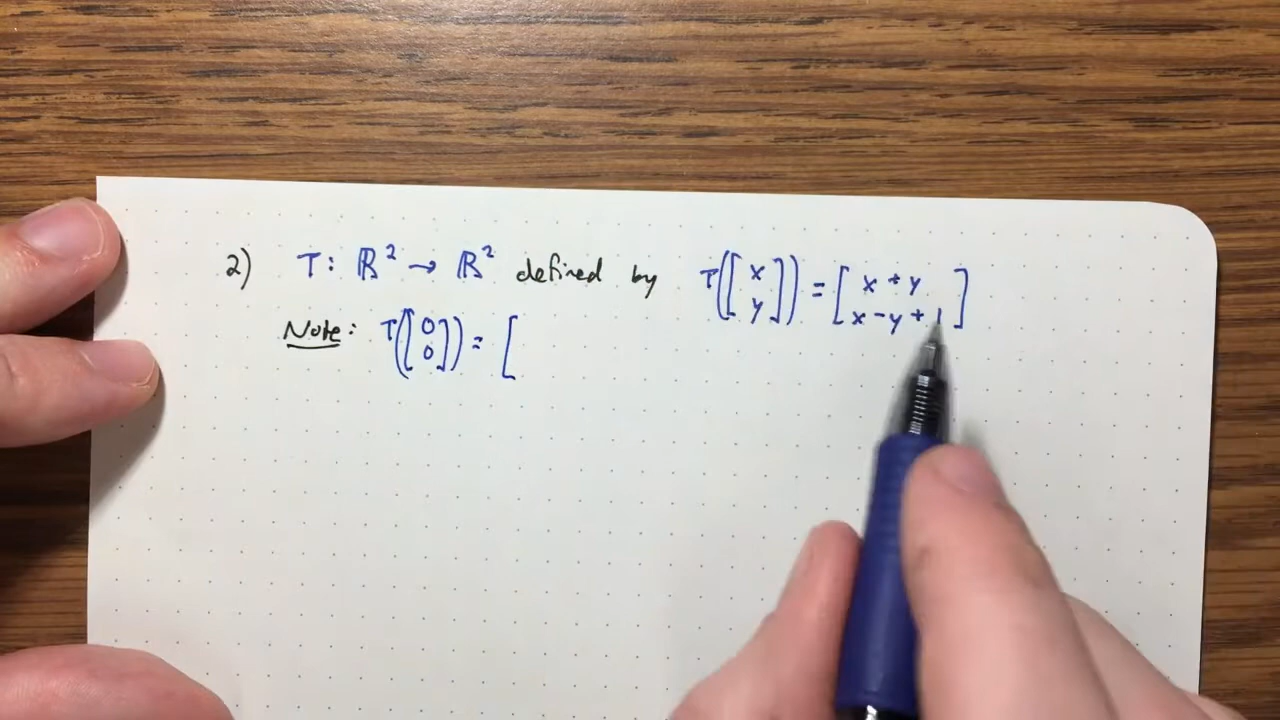 2) T: ℝ² → ℝ² defined by T([x y]) = [x + y x - y + 1]
Note: T([0 0]) = [